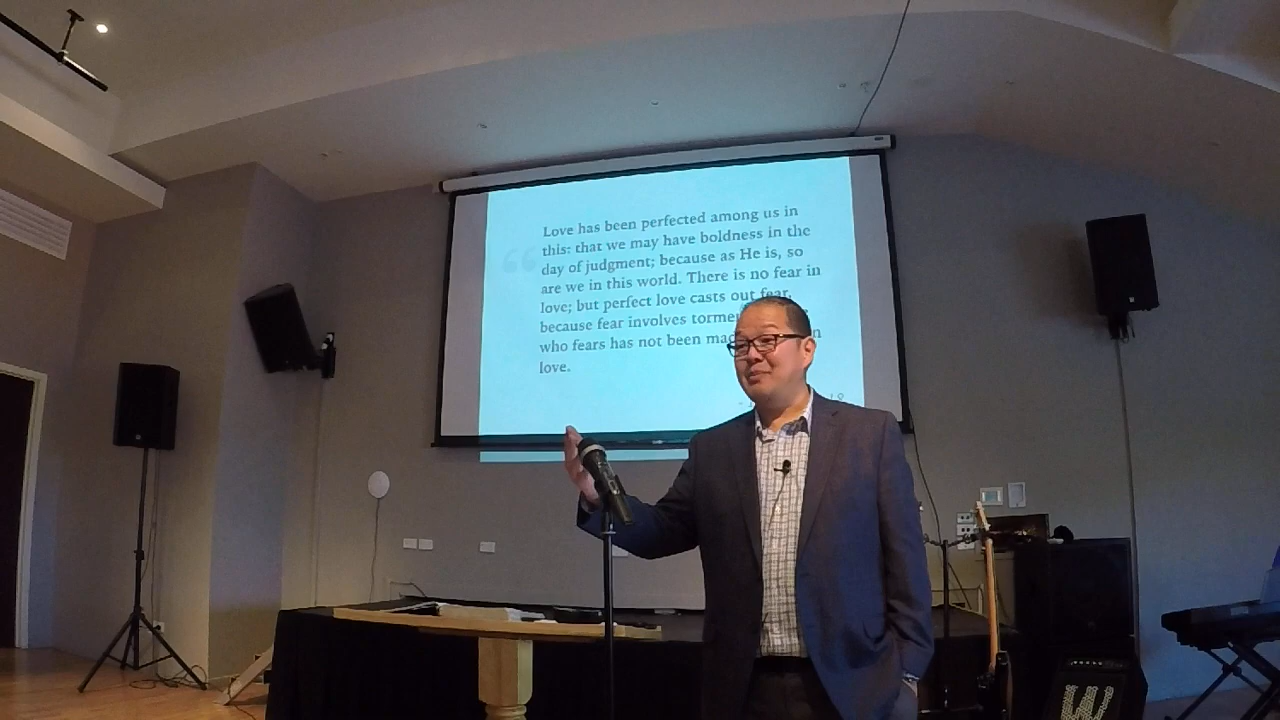 “
Love has been perfected among us in
this: that we may have boldness in the
day of judgment; because as He is, so
are we in this world. There is no fear in
love; but perfect love casts out fear,
because fear involves
who fears has not been
love.
W